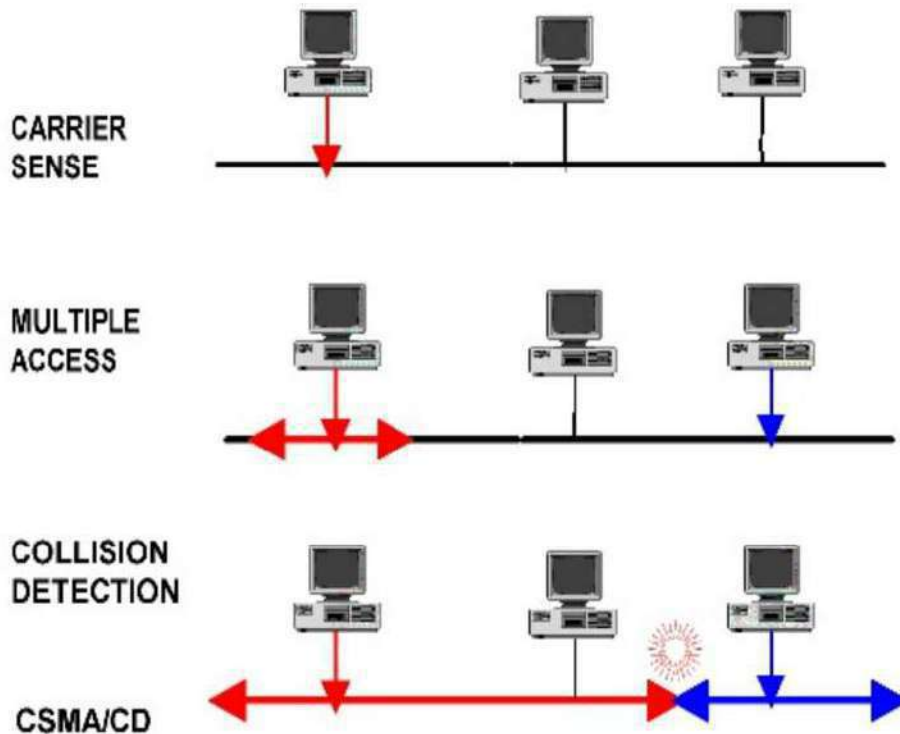 CARRIER
SENSE
MULTIPLE
ACCESS
COLLISION
DETECTION
CSMA/CD